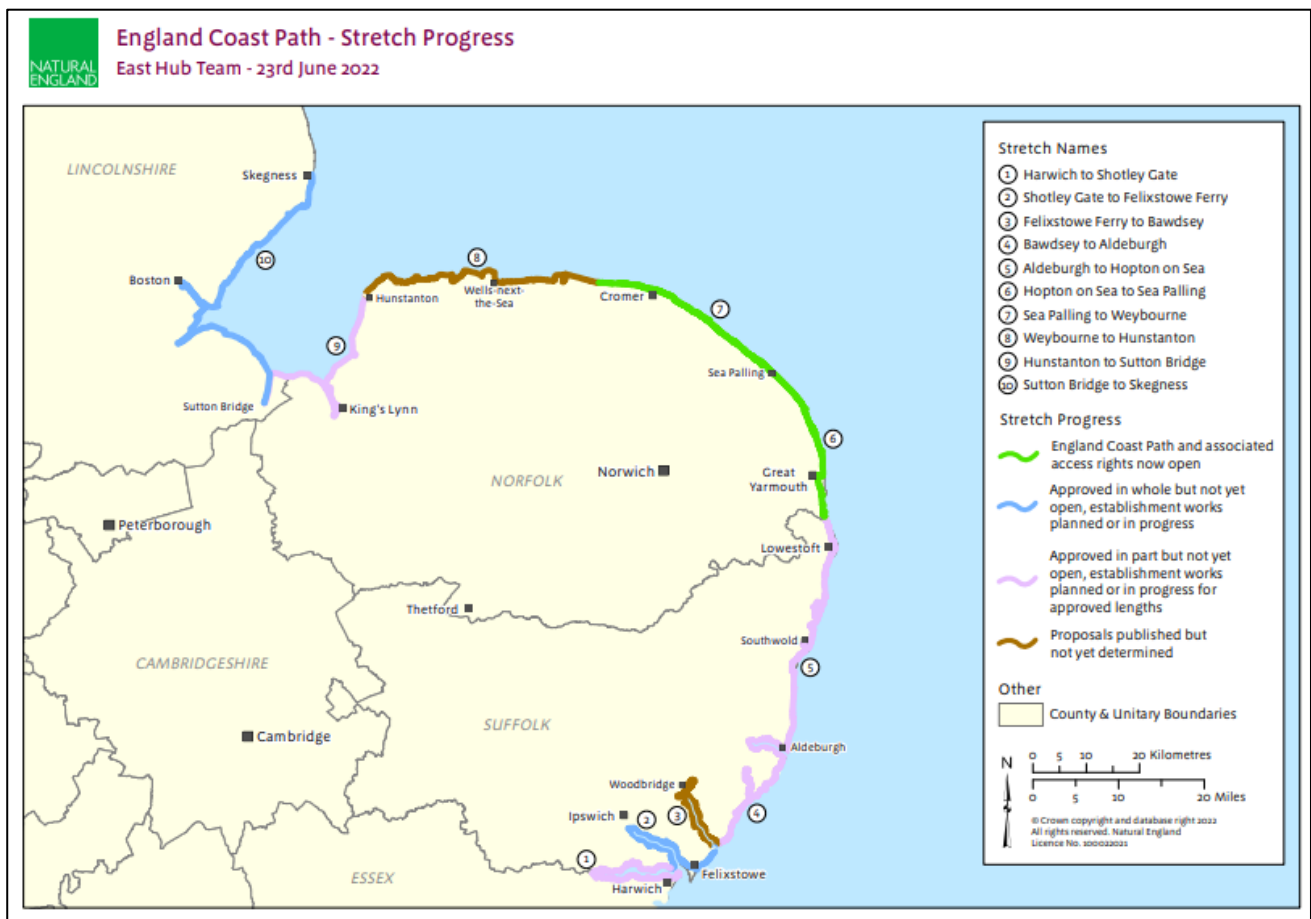 NATURAL
ENGLAND
England Coast Path - Stretch Progress
East Hub Team - 23rd June 2022
LINCOLNSHIRE
Skegness
10
Boston
8
Hunstanton
Wells-next-
the-Sea
Cromer
7
9
Sea Palling
Sutton Bridge
King's Lynn
6
Norwich
Great
Yarmouth
NORFOLK
Peterborough
Lowestoft
Thetford
Southwold
CAMBRIDGESHIRE
5
SUFFOLK
Cambridge
Aldeburgh
Woodbridge
Ipswich
2
3
4
1
Felixstowe
ESSEX
Harwich
Stretch Names
1 Harwich to Shotley Gate
2 Shotley Gate to Felixstowe Ferry
3 Felixstowe Ferry to Bawdsey
4 Bawdsey to Aldeburgh
5 Aldeburgh to Hopton on Sea
6 Hopton on Sea to Sea Palling
7 Sea Palling to Weybourne
8 Weybourne to Hunstanton
9 Hunstanton to Sutton Bridge
10 Sutton Bridge to Skegness
Stretch Progress
England Coast Path and associated
access rights now open
Approved in whole but not yet
open, establishment works
planned or in progress
Approved in part but not yet
open, establishment works
planned or in progress for
approved lengths
Proposals published but
not yet determined
Other
County & Unitary Boundaries
N
0 5 10 20 Kilometres
0 5 10 20 Miles
© Crown copyright and database right 2022
All rights reserved. Natural England
Licence No. 100022021